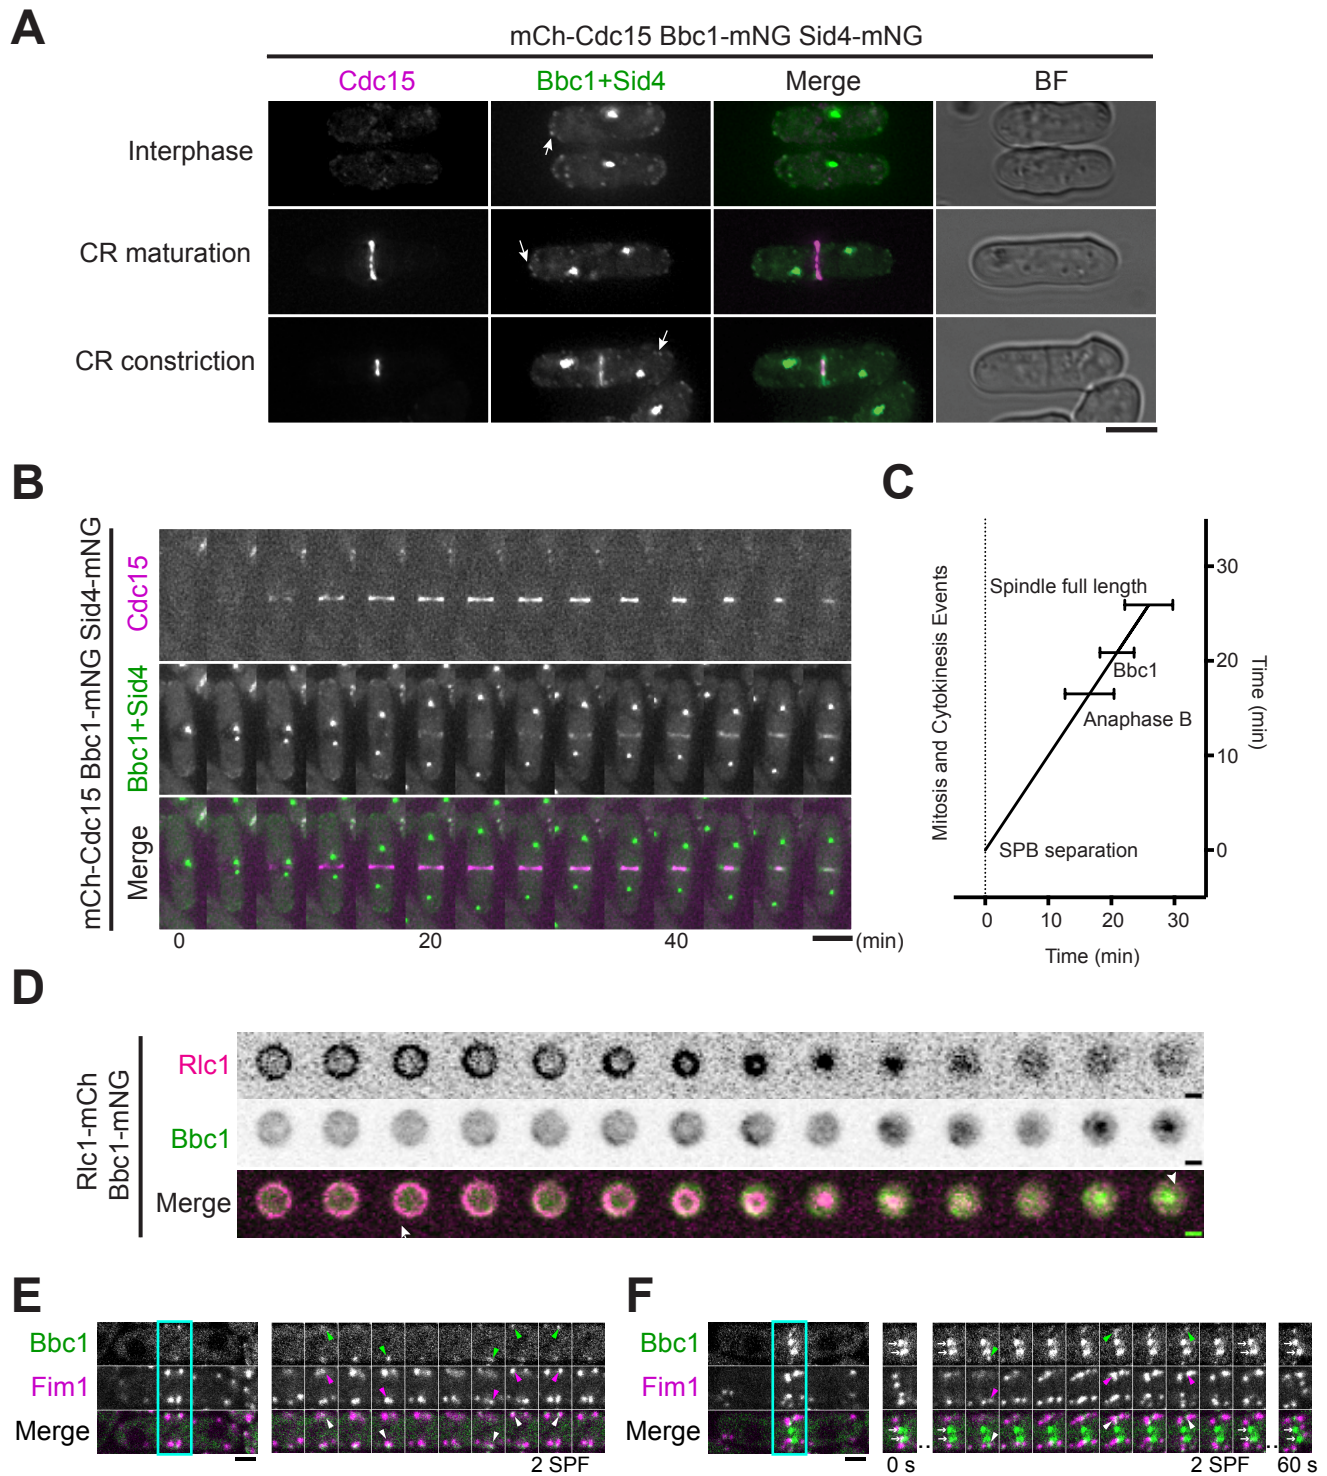 A
mCh-Cdc15 Bbc1-mNG Sid4-mNG
Cdc15 Bbc1+Sid4 Merge BF
Interphase
CR maturation
CR constriction
B
mCh-Cdc15 Bbc1-mNG Sid4-mNG
Cdc15
Bbc1+Sid4
Merge
0 20 40 (min)
C
Mitosis and Cytokinesis Events
Spindle full length
Bbc1
Anaphase B
SPB separation
30
20
10
0
Time (min)
0 10 20 30
Time (min)
D
Rlc1-mCh
Bbc1-mNG
Rlc1
Bbc1
Merge
E
Bbc1
Fim1
Merge
2 SPF
F
Bbc1
Fim1
Merge
..
..
0 s 2 SPF 60 s